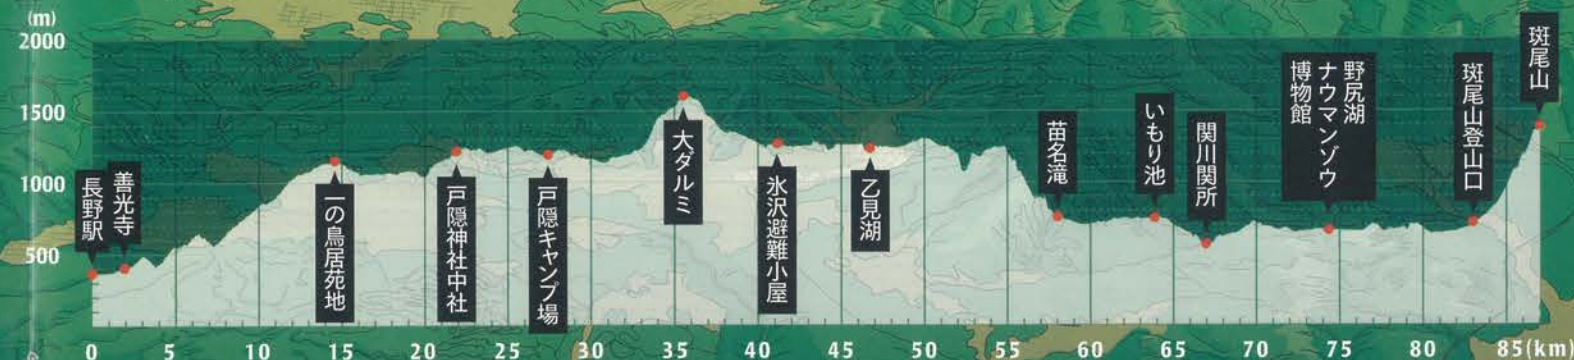 (m)
2000
1500
1000
500
長野駅
善光寺
一の鳥居苑地
戸隠神社中社
戸隠キャンプ場
大ダルミ
氷沢避難小屋
乙見湖
苗名滝
いもり池
関川関所
野尻湖
ナウマンゾウ
博物館
斑尾山登山口
斑尾山
0 5 10 15 20 25 30 35 40 45 50 55 60 65 70 75 80 85(km)